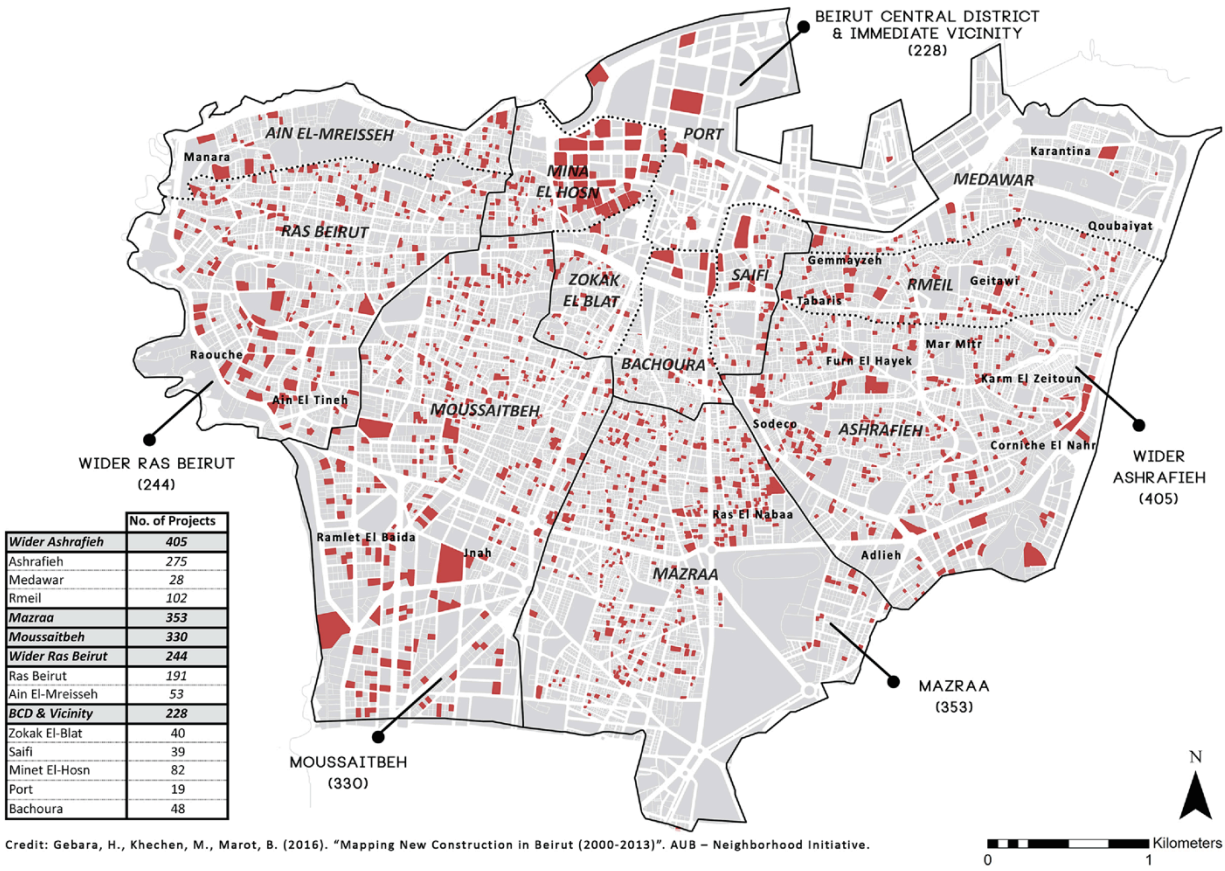 BEIRUT CENTRAL DISTRICT
& IMMEDIATE VICINITY
(228)
AIN EL-MREISSEH
PORT
Manara
Karantina
MINA
EL HOSN
MEDAWAR
RAS BEIRUT
Qoubaiyat
Gemmayzeh
ZOKAK
EL BLAT
SAIFI
RMEIL
Geitawi
Tabaris
Raouche
Mar Mitr
BACHOURA
Furn El Hayek
Karm El Zeitoun
Ain El Tineh
MOUSSAITBEH
Sodeco
ASHRAFIEH
Corniche El Nahr
WIDER RAS BEIRUT
(244)
WIDER
ASHRAFIEH
(405)
Ras El Nabaa
Ramlet El Baida
Jnah
Adlieh
MAZRAA
MAZRAA
(353)
MOUSSAITBEH
(330)
No. of Projects
Wider Ashrafieh 405
Ashrafieh 275
Medawar 28
Rmeil 102
Mazraa 353
Moussaitbeh 330
Wider Ras Beirut 244
Ras Beirut 191
Ain El-Mreisseh 53
BCD & Vicinity 228
Zokak El-Blat 40
Saifi 39
Minet El-Hosn 82
Port 19
Bachoura 48
N
Kilometers
0 1
Credit: Gebara, H., Khechen, M., Marot, B. (2016). “Mapping New Construction in Beirut (2000-2013)”. AUB – Neighborhood Initiative.